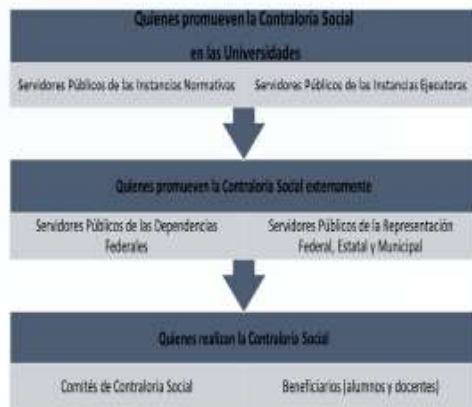 Quienes promueven la Contraloría Social
en las Universidades
Servidores Públicos de las Instancias Normativas
Servidores Públicos de las Instancias Ejecutoras
Quienes promueven la Contraloría Social externamente
Servidores Públicos de las Dependencias
Federales
Servidores Públicos de la Representación
Federal, Estatal y Municipal
Quienes realizan la Contraloría Social
Comités de Contraloría Social
Beneficiarios (alumnos y docentes)